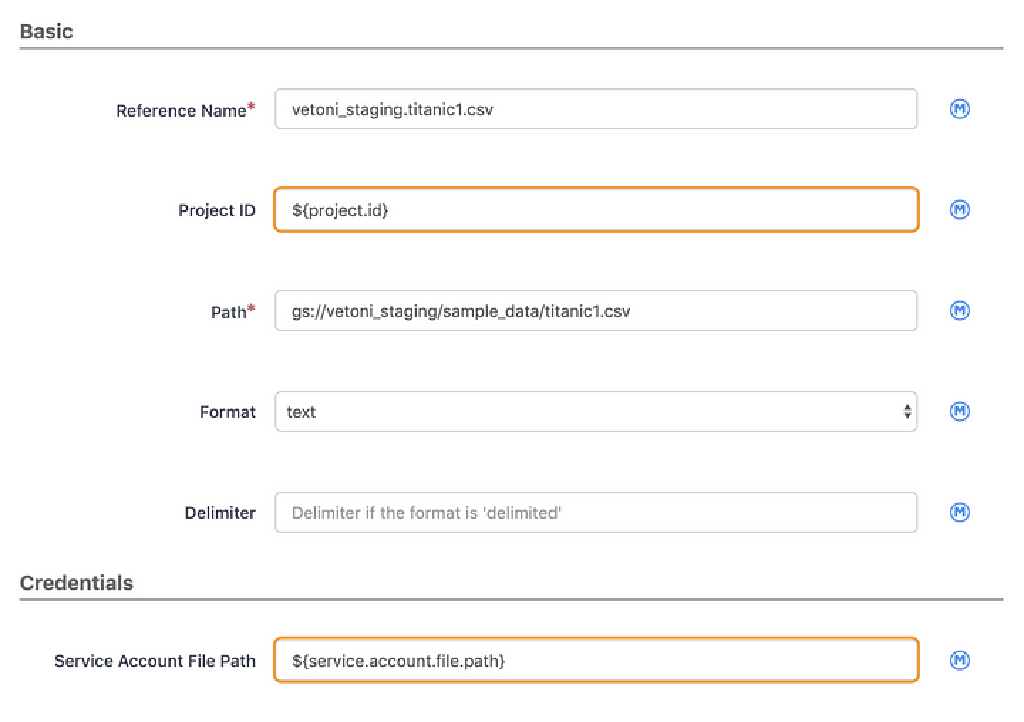 Basic
Reference Name* vetoni_staging.titanic1.csv M
Project ID ${project.id} M
Path* gs://vetoni_staging/sample_data/titanic1.csv M
Format text M
Delimiter Delimiter if the format is 'delimited' M
Credentials
Service Account File Path ${service.account.file.path} M